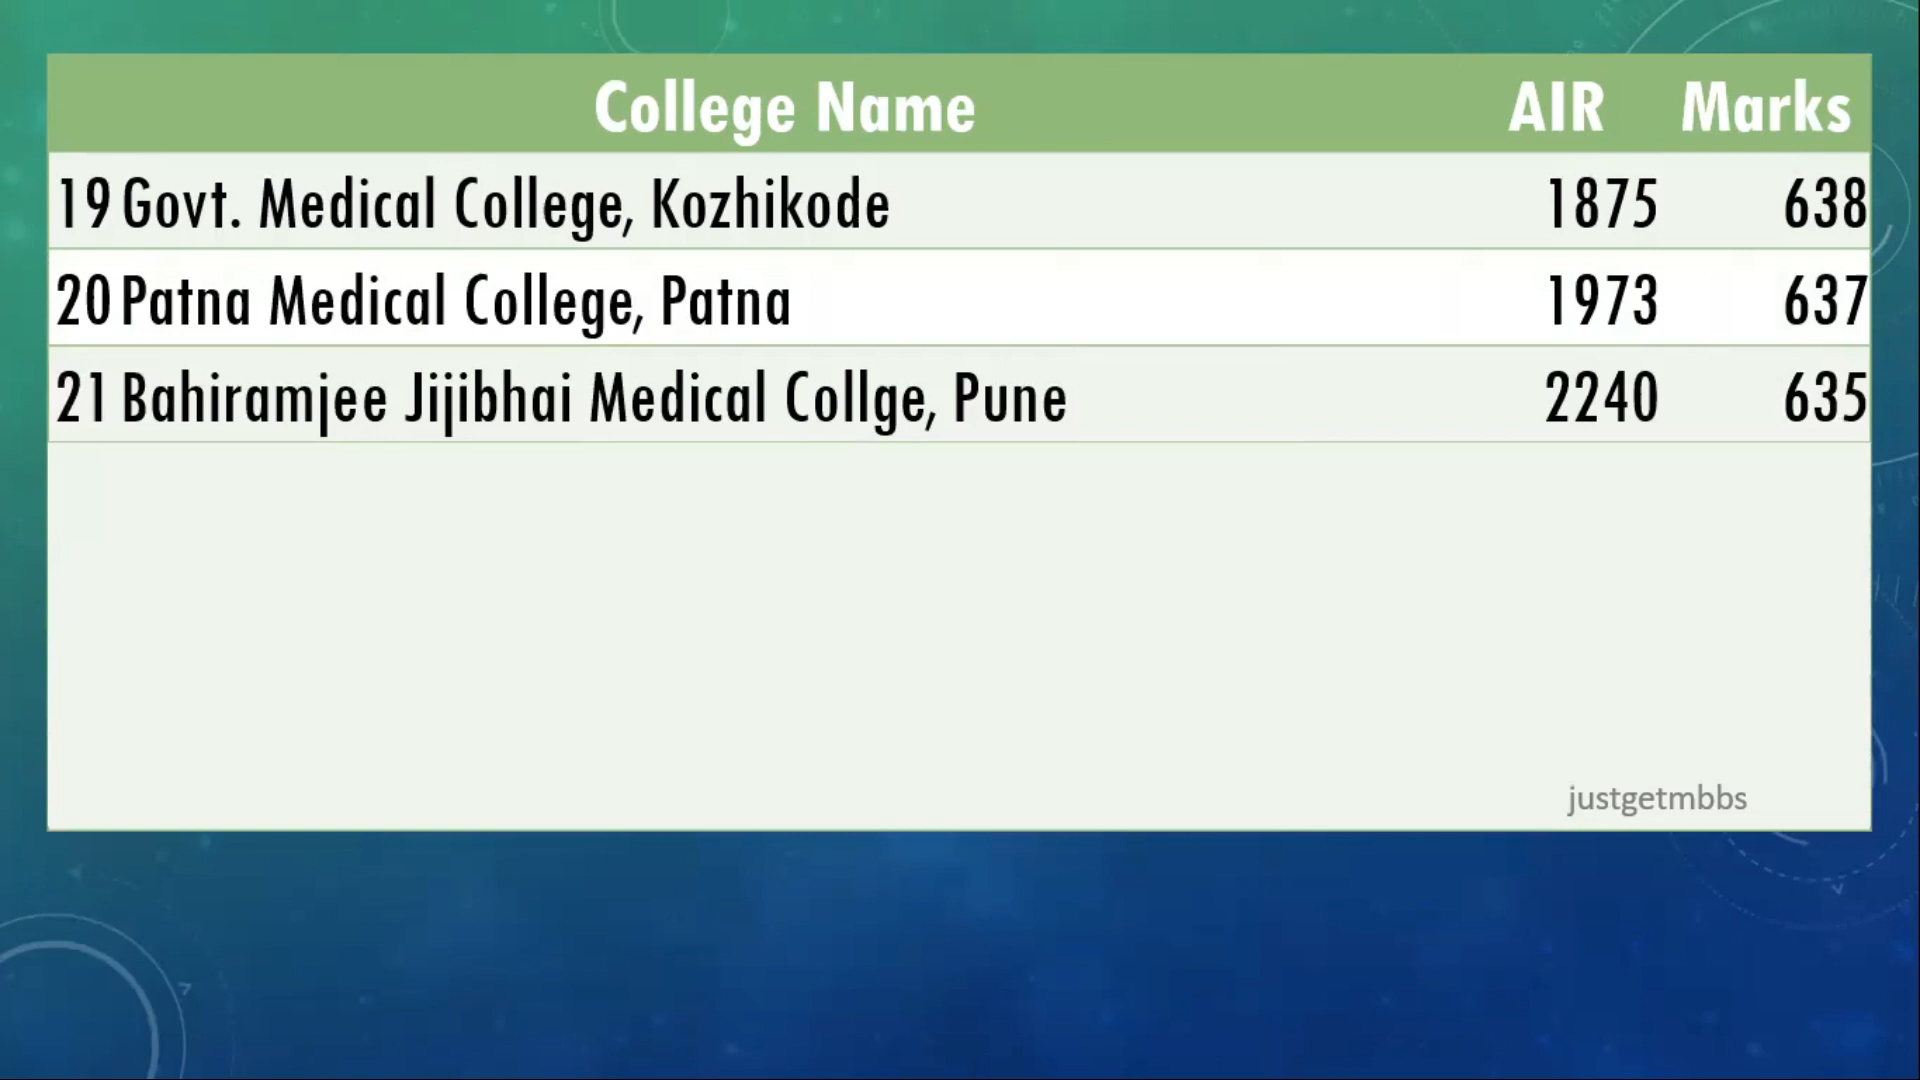 College Name AIR Marks
19 Govt. Medical College, Kozhikode 1875 638
20 Patna Medical College, Patna 1973 637
21 Bahiramjee Jijibhai Medical Collge, Pune 2240 635
justgetmbbs